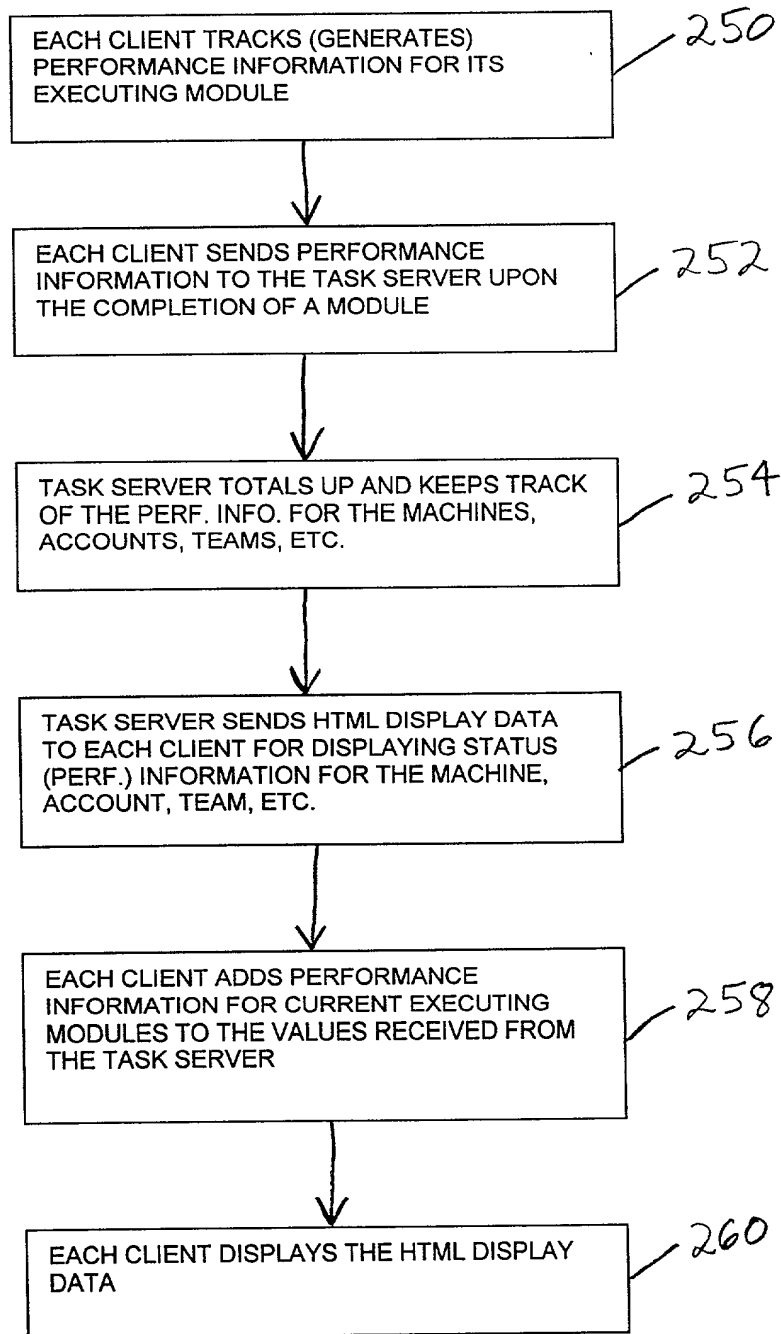 EACH CLIENT TRACKS (GENERATES)
PERFORMANCE INFORMATION FOR ITS
EXECUTING MODULE
250
EACH CLIENT SENDS PERFORMANCE
INFORMATION TO THE TASK SERVER UPON
THE COMPLETION OF A MODULE
252
TASK SERVER TOTALS UP AND KEEPS TRACK
OF THE PERF. INFO. FOR THE MACHINES,
ACCOUNTS, TEAMS, ETC.
254
TASK SERVER SENDS HTML DISPLAY DATA
TO EACH CLIENT FOR DISPLAYING STATUS
(PERF.) INFORMATION FOR THE MACHINE,
ACCOUNT, TEAM, ETC.
256
EACH CLIENT ADDS PERFORMANCE
INFORMATION FOR CURRENT EXECUTING
MODULES TO THE VALUES RECEIVED FROM
THE TASK SERVER
258
EACH CLIENT DISPLAYS THE HTML DISPLAY
DATA
260